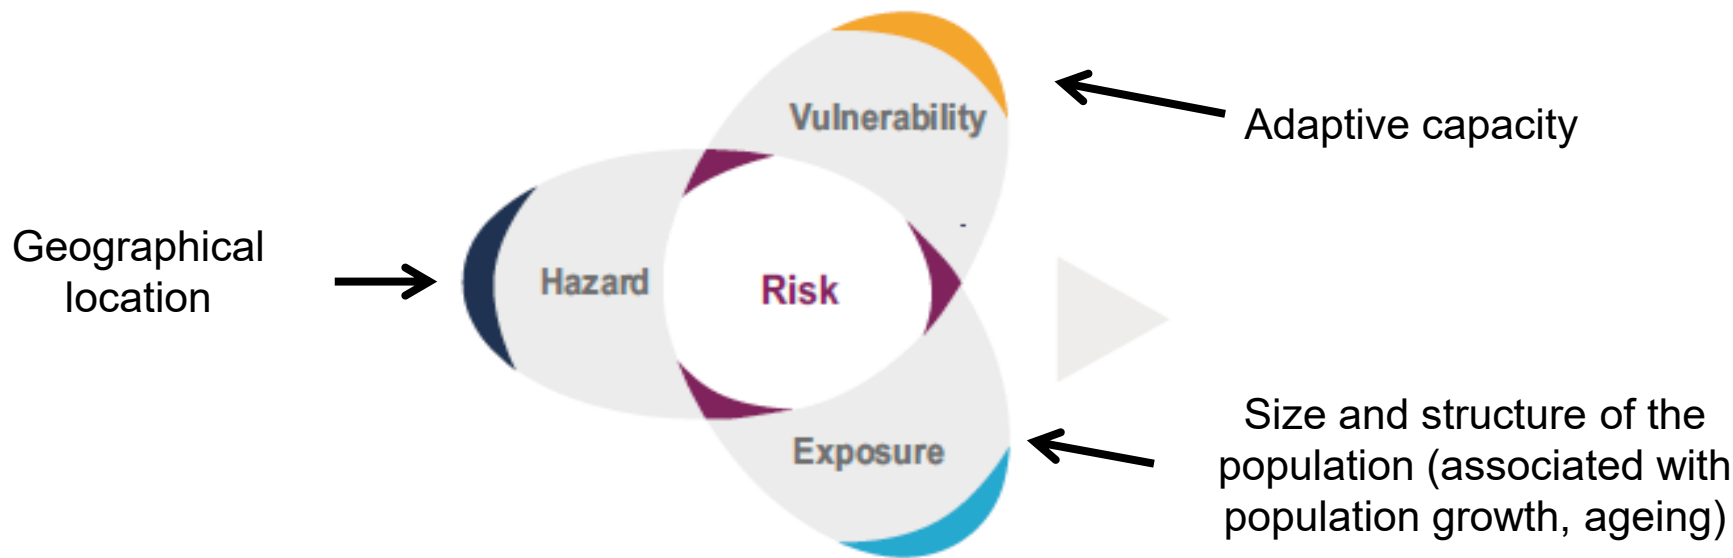 Vulnerability
Adaptive capacity
Geographical
location
Hazard
Risk
Exposure
Size and structure of the
population (associated with
population growth, ageing)